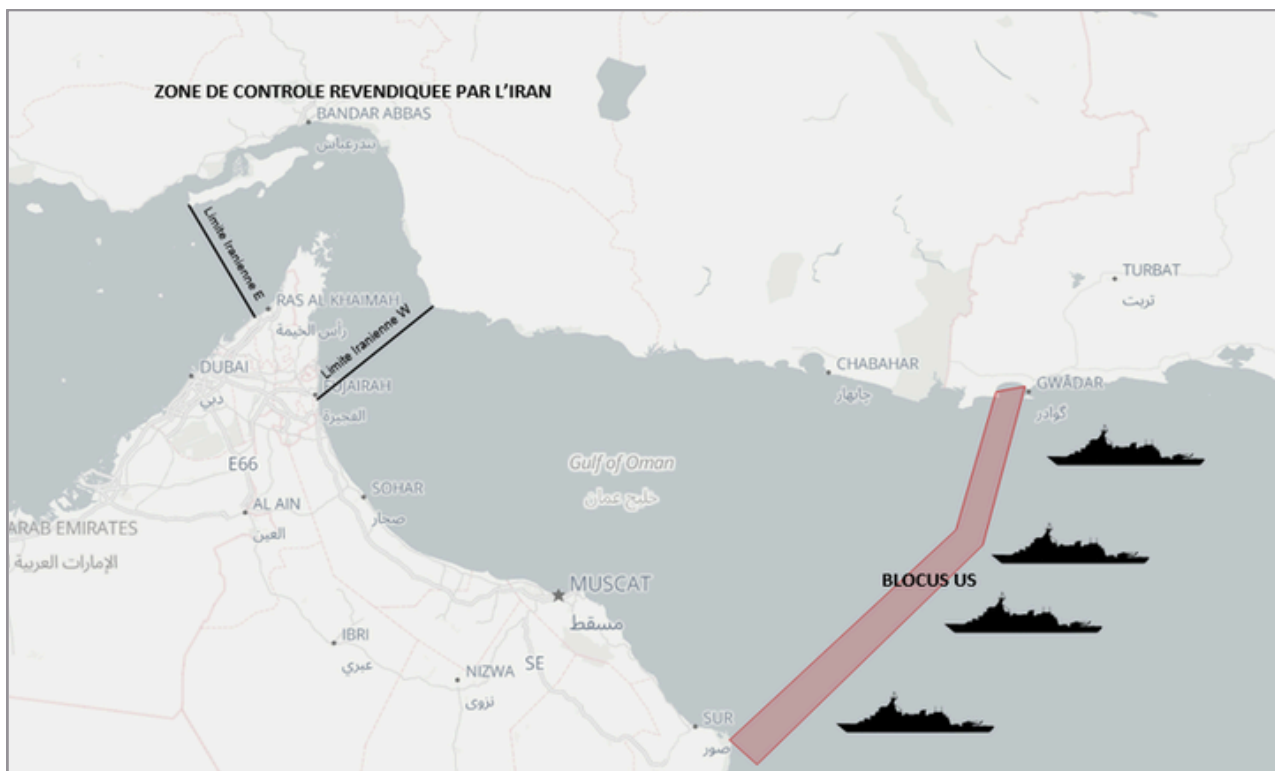 ZONE DE CONTROLE REVENDIQUEE PAR L'IRAN
BANDAR ABBAS
بندرعباس
Limite Iranienne E
RAS AL KHAIMAH
رأس الخيمة
Limite Iranienne W
TURBAT
تربت
DUBAI
دبي
FUJAIRAH
الفجيرة
CHABAHAR
چابهار
GWĀDAR
گوادر
E66
Gulf of Oman
خليج عمان
SOHAR
صحار
AL AIN
العين
ARAB EMIRATES
الإمارات العربية
BLOCUS US
MUSCAT
مسقط
IBRI
عبري
SE
NIZWA
نزوى
SUR
صور